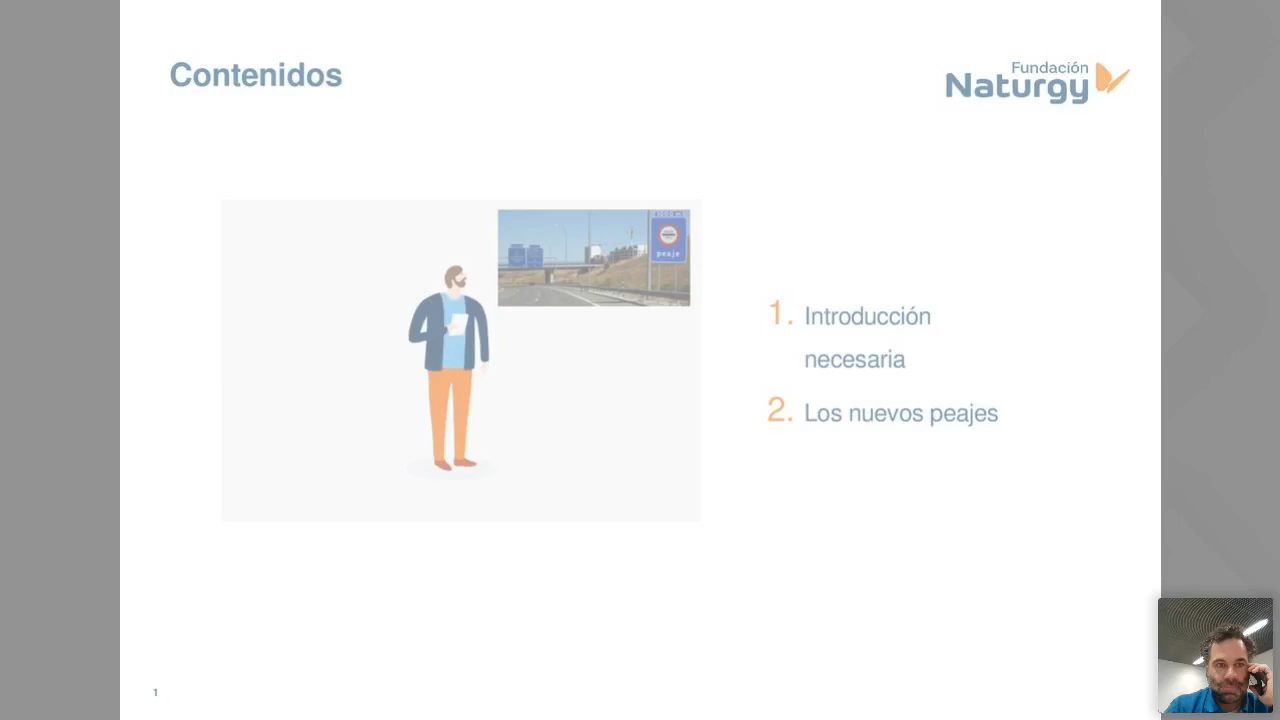 Contenidos
Fundación
Naturgy
peaje
1. Introducción
necesaria
2. Los nuevos peajes
1